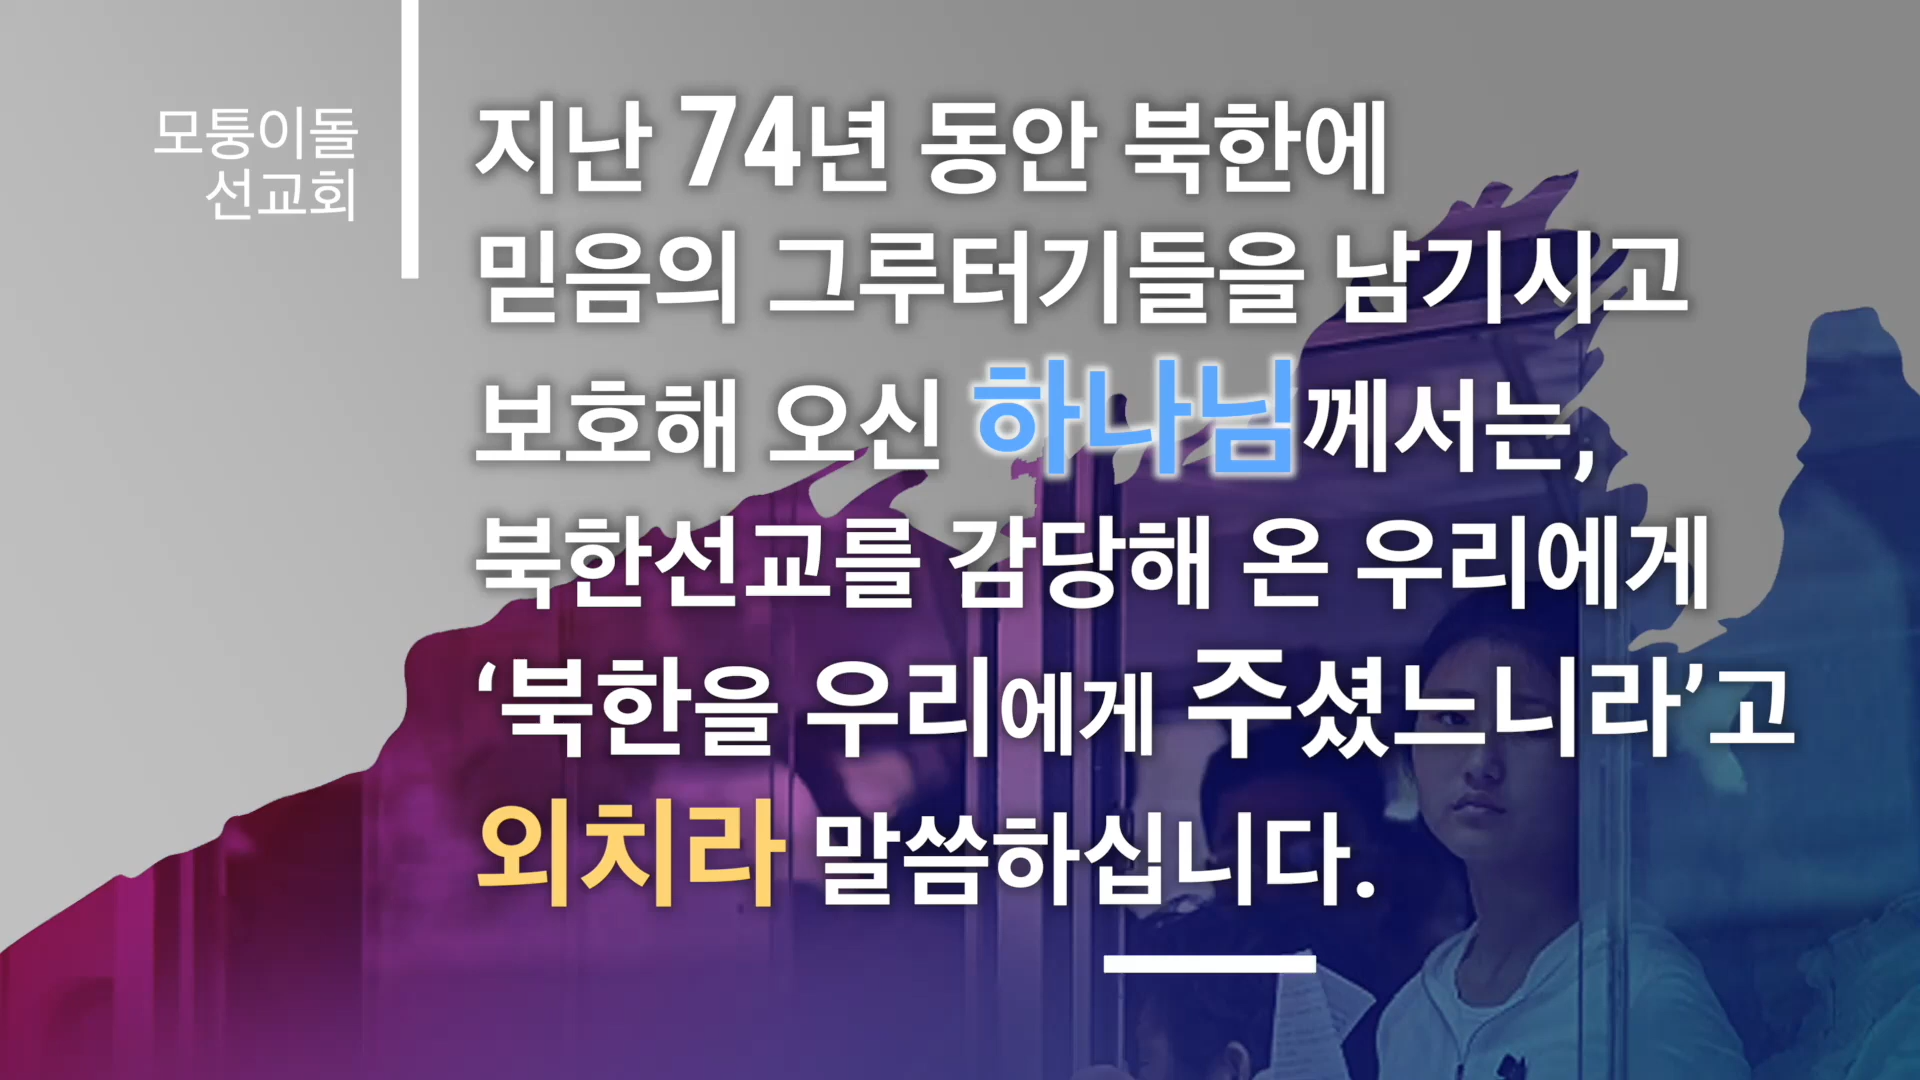 모퉁이돌
선교회
지난 74년 동안 북한에
믿음의 그루터기들을 남기시고
보호해 오신 하나님께서는,
북한선교를 감당해 온 우리에게
‘북한을 우리에게 주셨느니라’고
외치라 말씀하십니다.